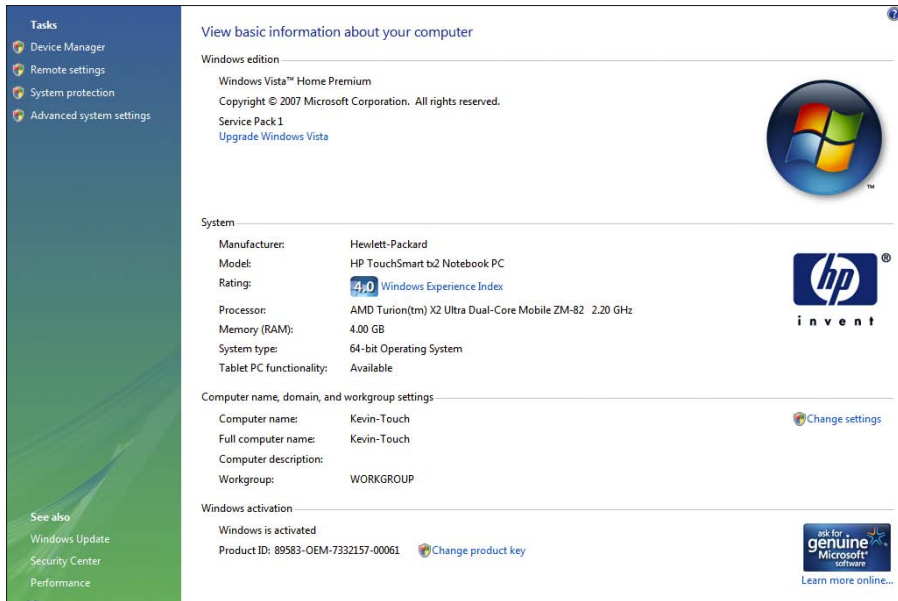 Tasks
Device Manager
Remote settings
System protection
Advanced system settings
See also
Windows Update
Security Center
Performance
?
View basic information about your computer
Windows edition
Windows Vista™ Home Premium
Copyright © 2007 Microsoft Corporation. All rights reserved.
Service Pack 1
Upgrade Windows Vista
TM
System
Manufacturer: Hewlett-Packard
Model: HP TouchSmart tx2 Notebook PC
Rating: 4.0 Windows Experience Index
Processor: AMD Turion(tm) X2 Ultra Dual-Core Mobile ZM-82 2.20 GHz
Memory (RAM): 4.00 GB
System type: 64-bit Operating System
Tablet PC functionality: Available
hp ®
invent
Computer name, domain, and workgroup settings
Computer name: Kevin-Touch
Change settings
Full computer name: Kevin-Touch
Computer description:
Workgroup: WORKGROUP
Windows activation
Windows is activated
Product ID: 89583-OEM-7332157-00061 Change product key
ask for
genuine
Microsoft®
software
Learn more online...